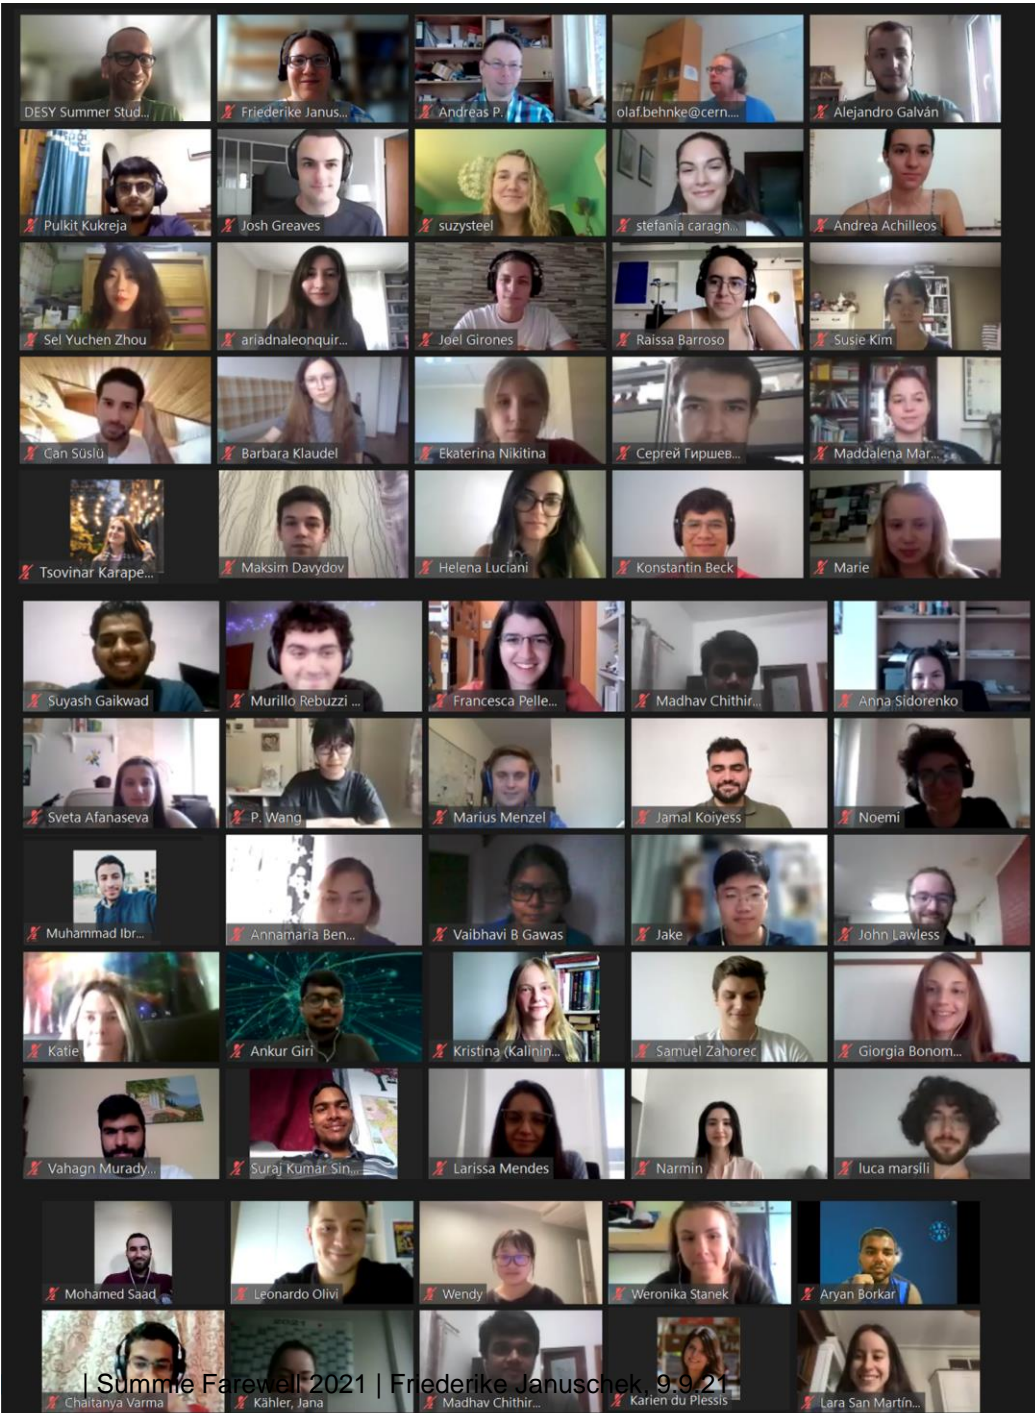 DESY Summer Stud...
Friederike Janus...
Andreas P.
olaf.behnke@cern....
Alejandro Galván
Pulkit Kukreja
Josh Greaves
suzysteel
stefania caragn...
Andrea Achilleos
Sel Yuchen Zhou
ariadnaleonquir...
Joel Girones
Raissa Barroso
Susie Kim
Can Süslü
Barbara Klaudel
Ekaterina Nikitina
Сергей Гиршев...
Maddalena Mar...
Tsovinar Karape...
Maksim Davydov
Helena Luciani
Konstantin Beck
Marie
Suyash Gaikwad
Murillo Rebuzzi ...
Francesca Pelle...
Madhav Chithir...
Anna Sidorenko
Sveta Afanaseva
P. Wang
Marius Menzel
Jamal Koiyess
Noemi
Muhammad Ibr...
Annamaria Ben...
Vaibhavi B Gawas
Jake
John Lawless
Katie
Ankur Giri
Kristina (Kalinin...
Samuel Zahorec
Giorgia Bonom...
Vahagn Murady...
Suraj Kumar Sin...
Larissa Mendes
Narmin
luca marsili
Mohamed Saad
Leonardo Olivi
Wendy
Weronika Stanek
Aryan Borkar
| Summie Farewell 2021 | Friederike Januschek, 9.9.21
Chaitanya Varma
Kähler, Jana
Madhav Chithir...
Karien du Plessis
Lara San Martín...